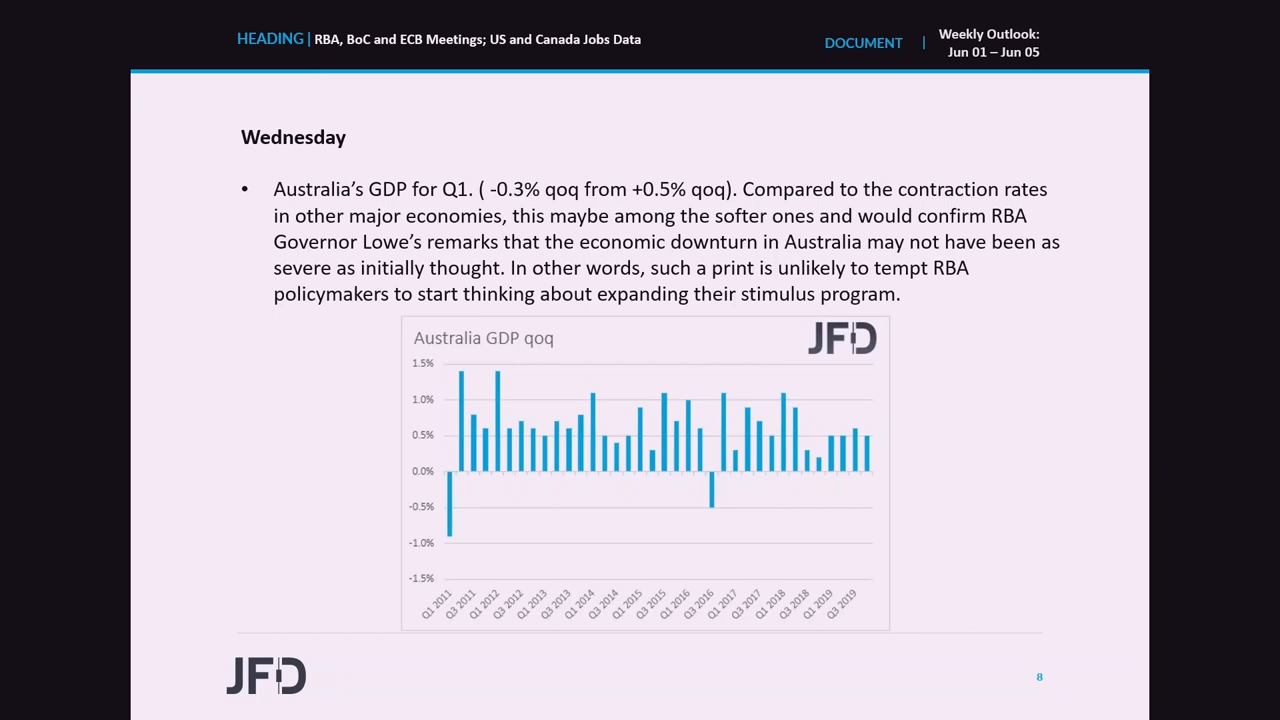 HEADING | RBA, BoC and ECB Meetings; US and Canada Jobs Data
DOCUMENT | Weekly Outlook:
Jun 01 – Jun 05
Wednesday
• Australia’s GDP for Q1. ( -0.3% qoq from +0.5% qoq). Compared to the contraction rates
in other major economies, this maybe among the softer ones and would confirm RBA
Governor Lowe’s remarks that the economic downturn in Australia may not have been as
severe as initially thought. In other words, such a print is unlikely to tempt RBA
policymakers to start thinking about expanding their stimulus program.
Australia GDP qoq
JFD
1.5%
1.0%
0.5%
0.0%
-0.5%
-1.0%
-1.5%
Q1 2011
Q3 2011
Q1 2012
Q3 2012
Q1 2013
Q3 2013
Q1 2014
Q3 2014
Q1 2015
Q3 2015
Q1 2016
Q3 2016
Q1 2017
Q3 2017
Q1 2018
Q3 2018
Q1 2019
Q3 2019
JFD
8